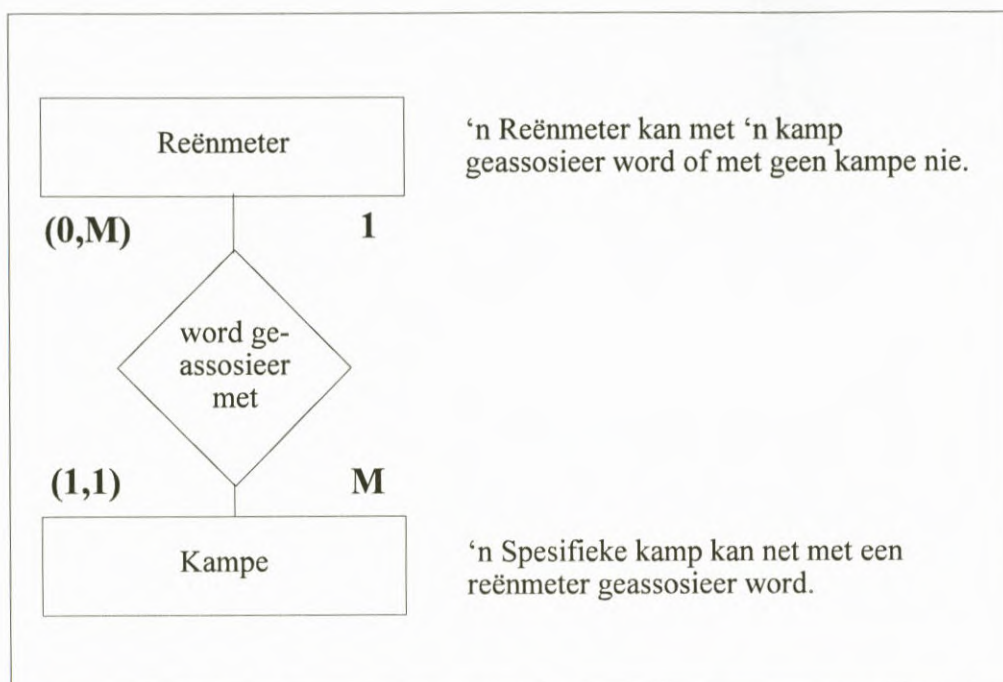 Reënmeter
‘n Reënmeter kan met ‘n kamp
geassosieer word of met geen kampe nie.
(0,M)
1
word ge-
assosieer
met
(1,1)
M
Kampe
‘n Spesifieke kamp kan net met een
reënmeter geassosieer word.